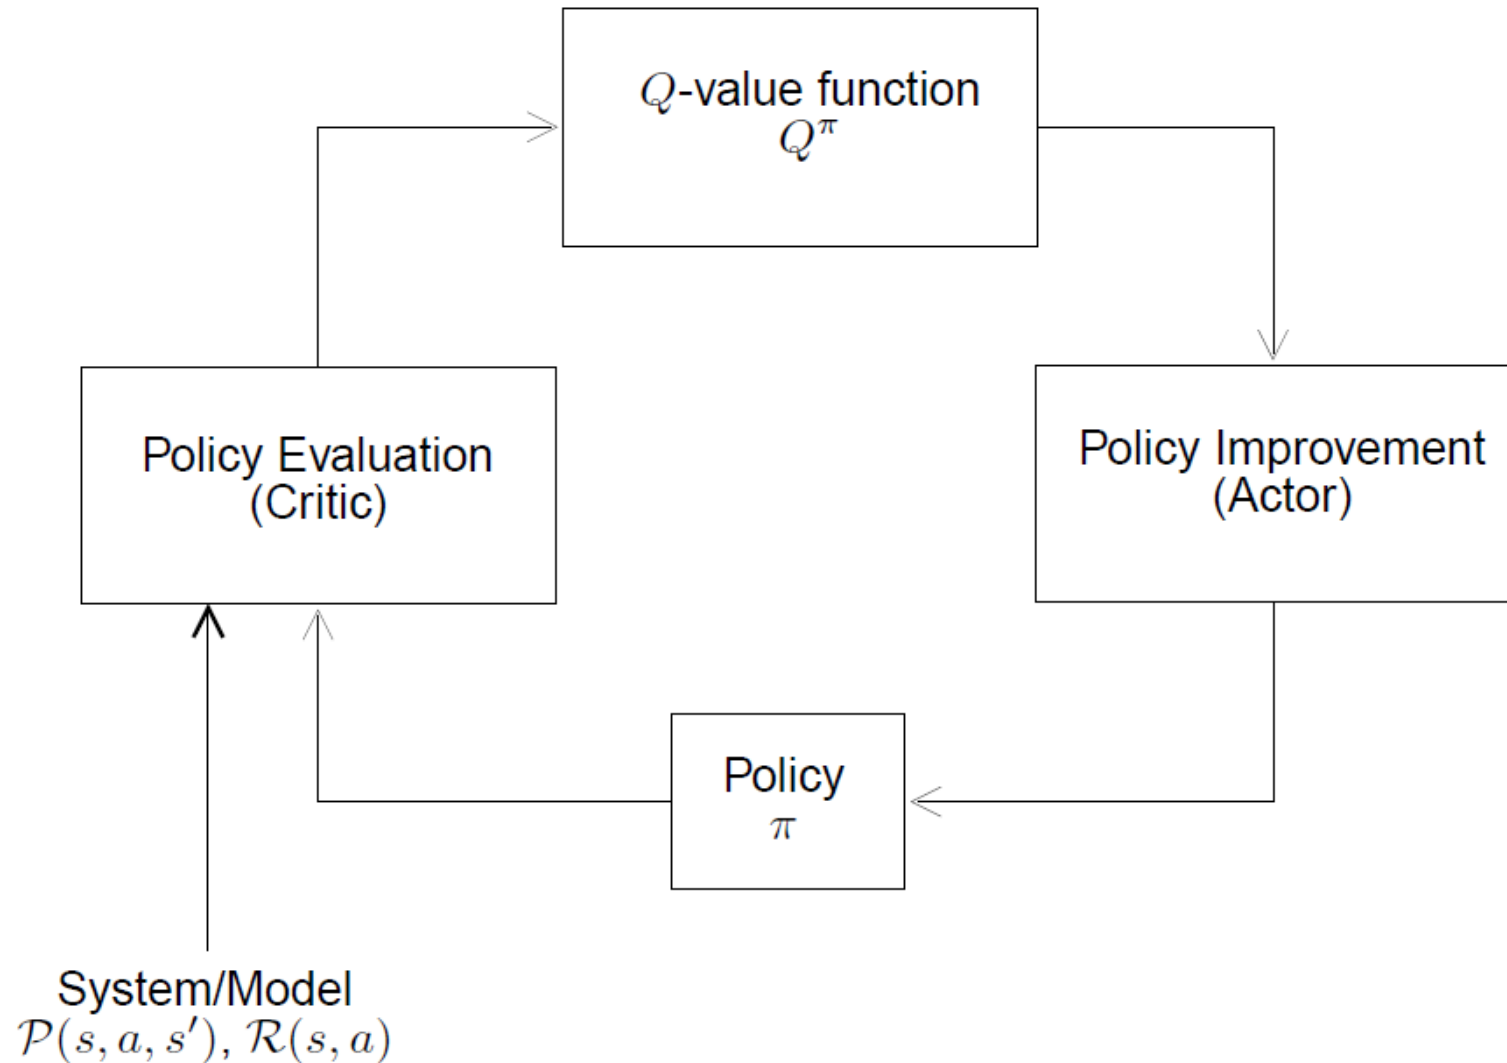 Q-value function
Q^π
Policy Evaluation
(Critic)
Policy Improvement
(Actor)
Policy
π
System/Model
𝒫(s, a, s′), ℛ(s, a)